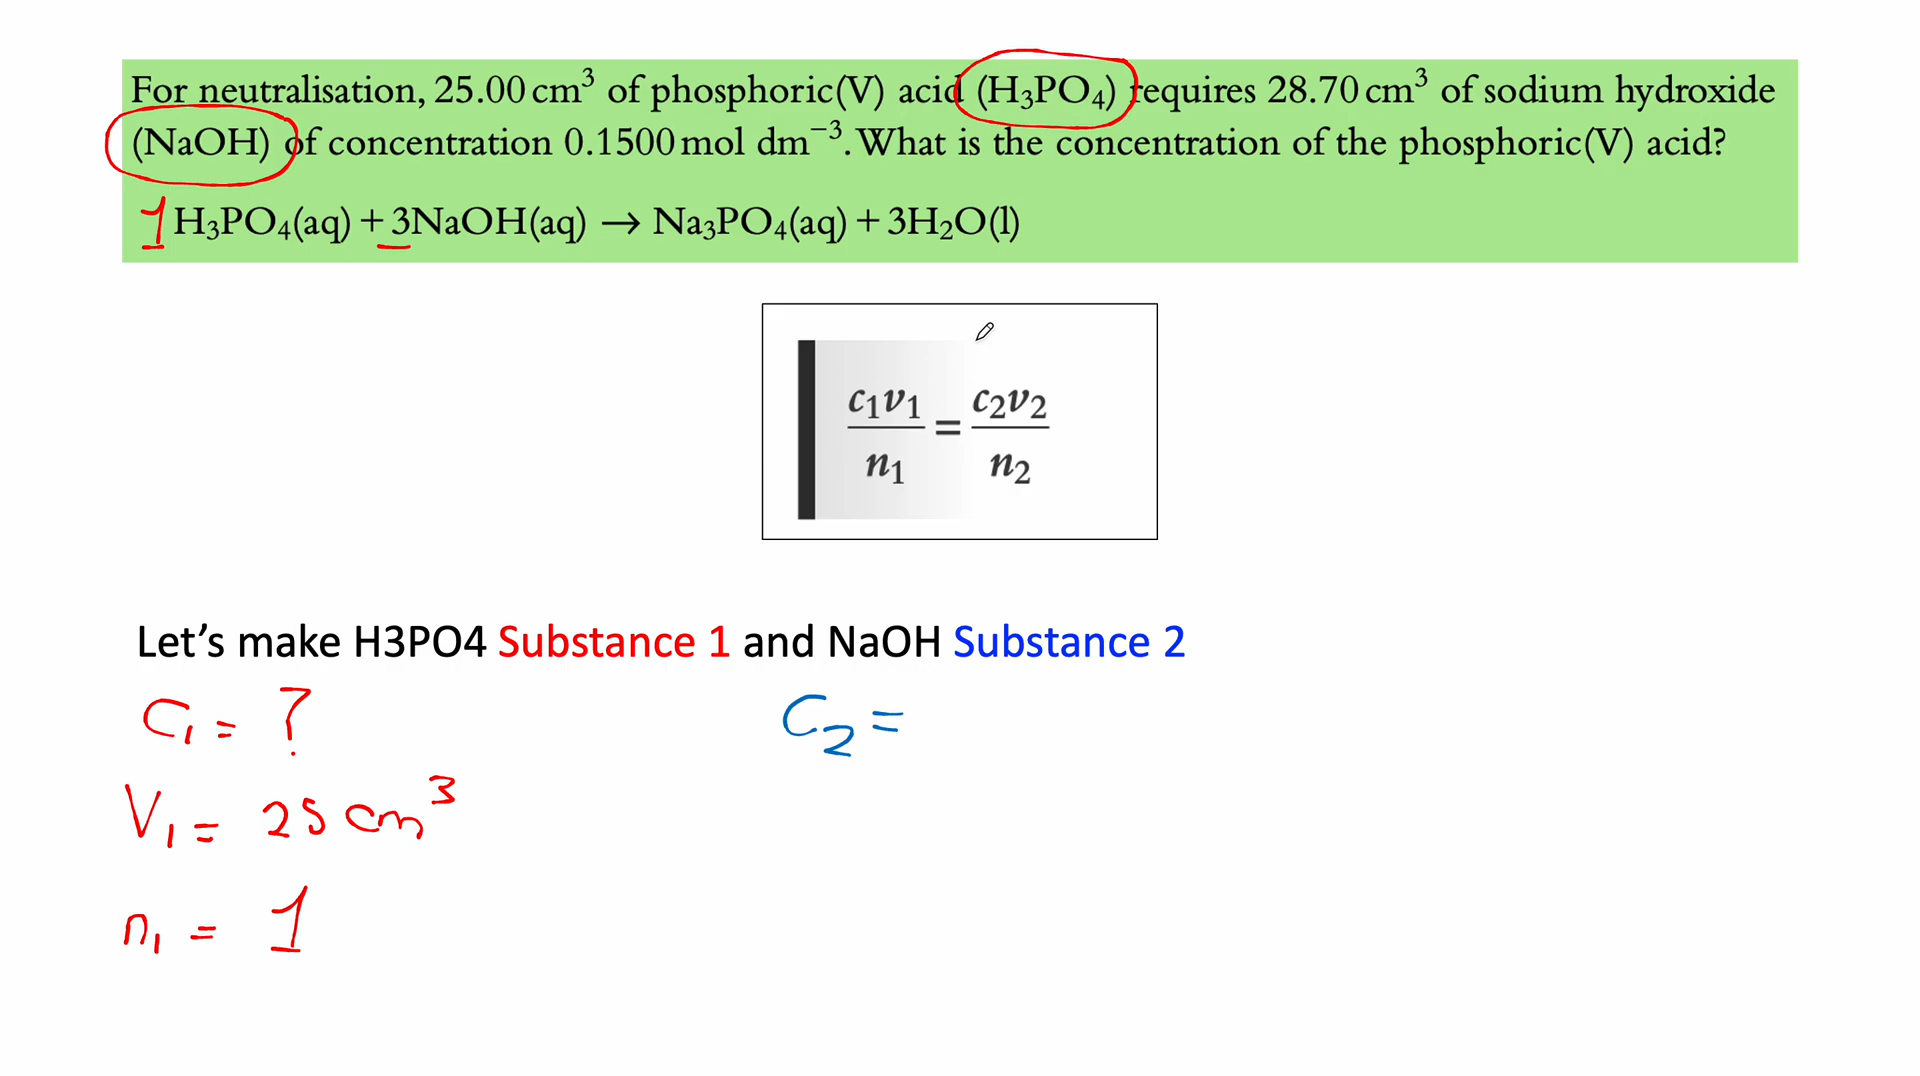 For neutralisation, 25.00 cm³ of phosphoric(V) acid (H₃PO₄) requires 28.70 cm³ of sodium hydroxide
(NaOH) of concentration 0.1500 mol dm⁻³. What is the concentration of the phosphoric(V) acid?
1 H₃PO₄(aq) + 3NaOH(aq) → Na₃PO₄(aq) + 3H₂O(l)
c₁v₁/n₁ = c₂v₂/n₂
Let’s make H3PO4 Substance 1 and NaOH Substance 2
C₁ = ?
C₂ =
V₁ = 25 cm³
n₁ = 1